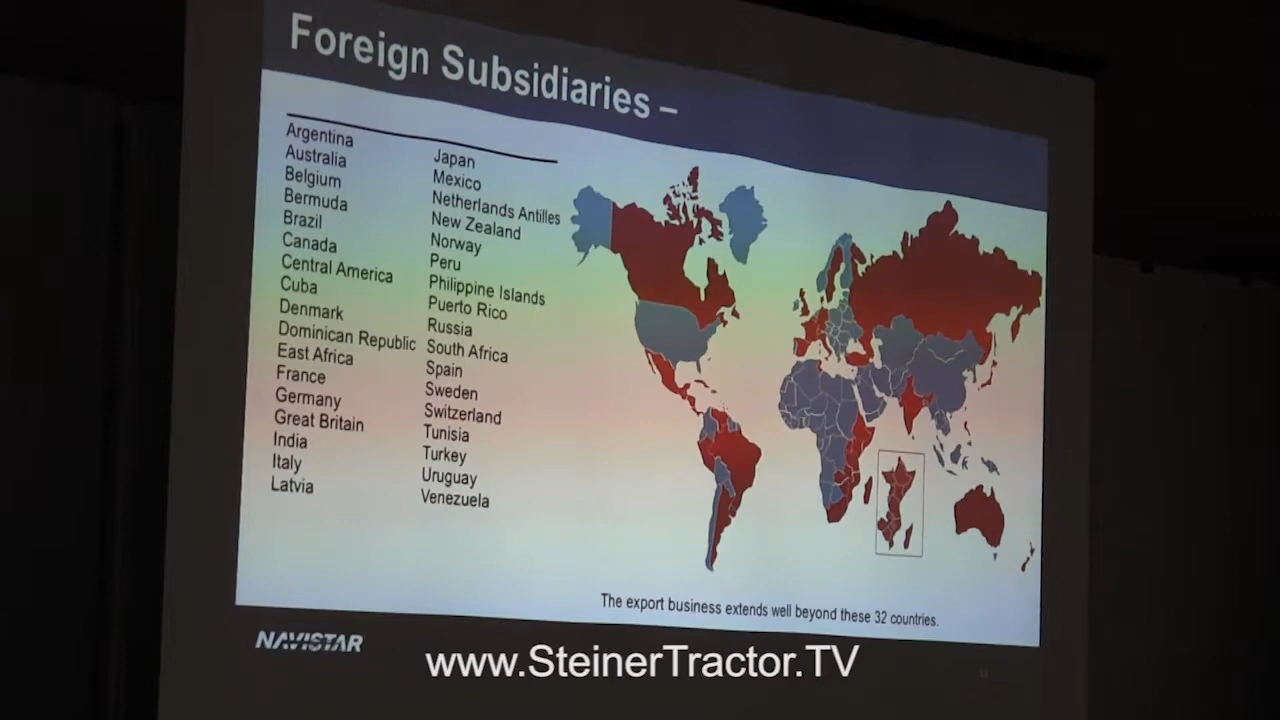 Foreign Subsidiaries –
Argentina
Australia
Belgium
Bermuda
Brazil
Canada
Central America
Cuba
Denmark
Dominican Republic
East Africa
France
Germany
Great Britain
India
Italy
Latvia
Japan
Mexico
Netherlands Antilles
New Zealand
Norway
Peru
Philippine Islands
Puerto Rico
Russia
South Africa
Spain
Sweden
Switzerland
Tunisia
Turkey
Uruguay
Venezuela
The export business extends well beyond these 32 countries.
NAVISTAR
www.SteinerTractor.TV